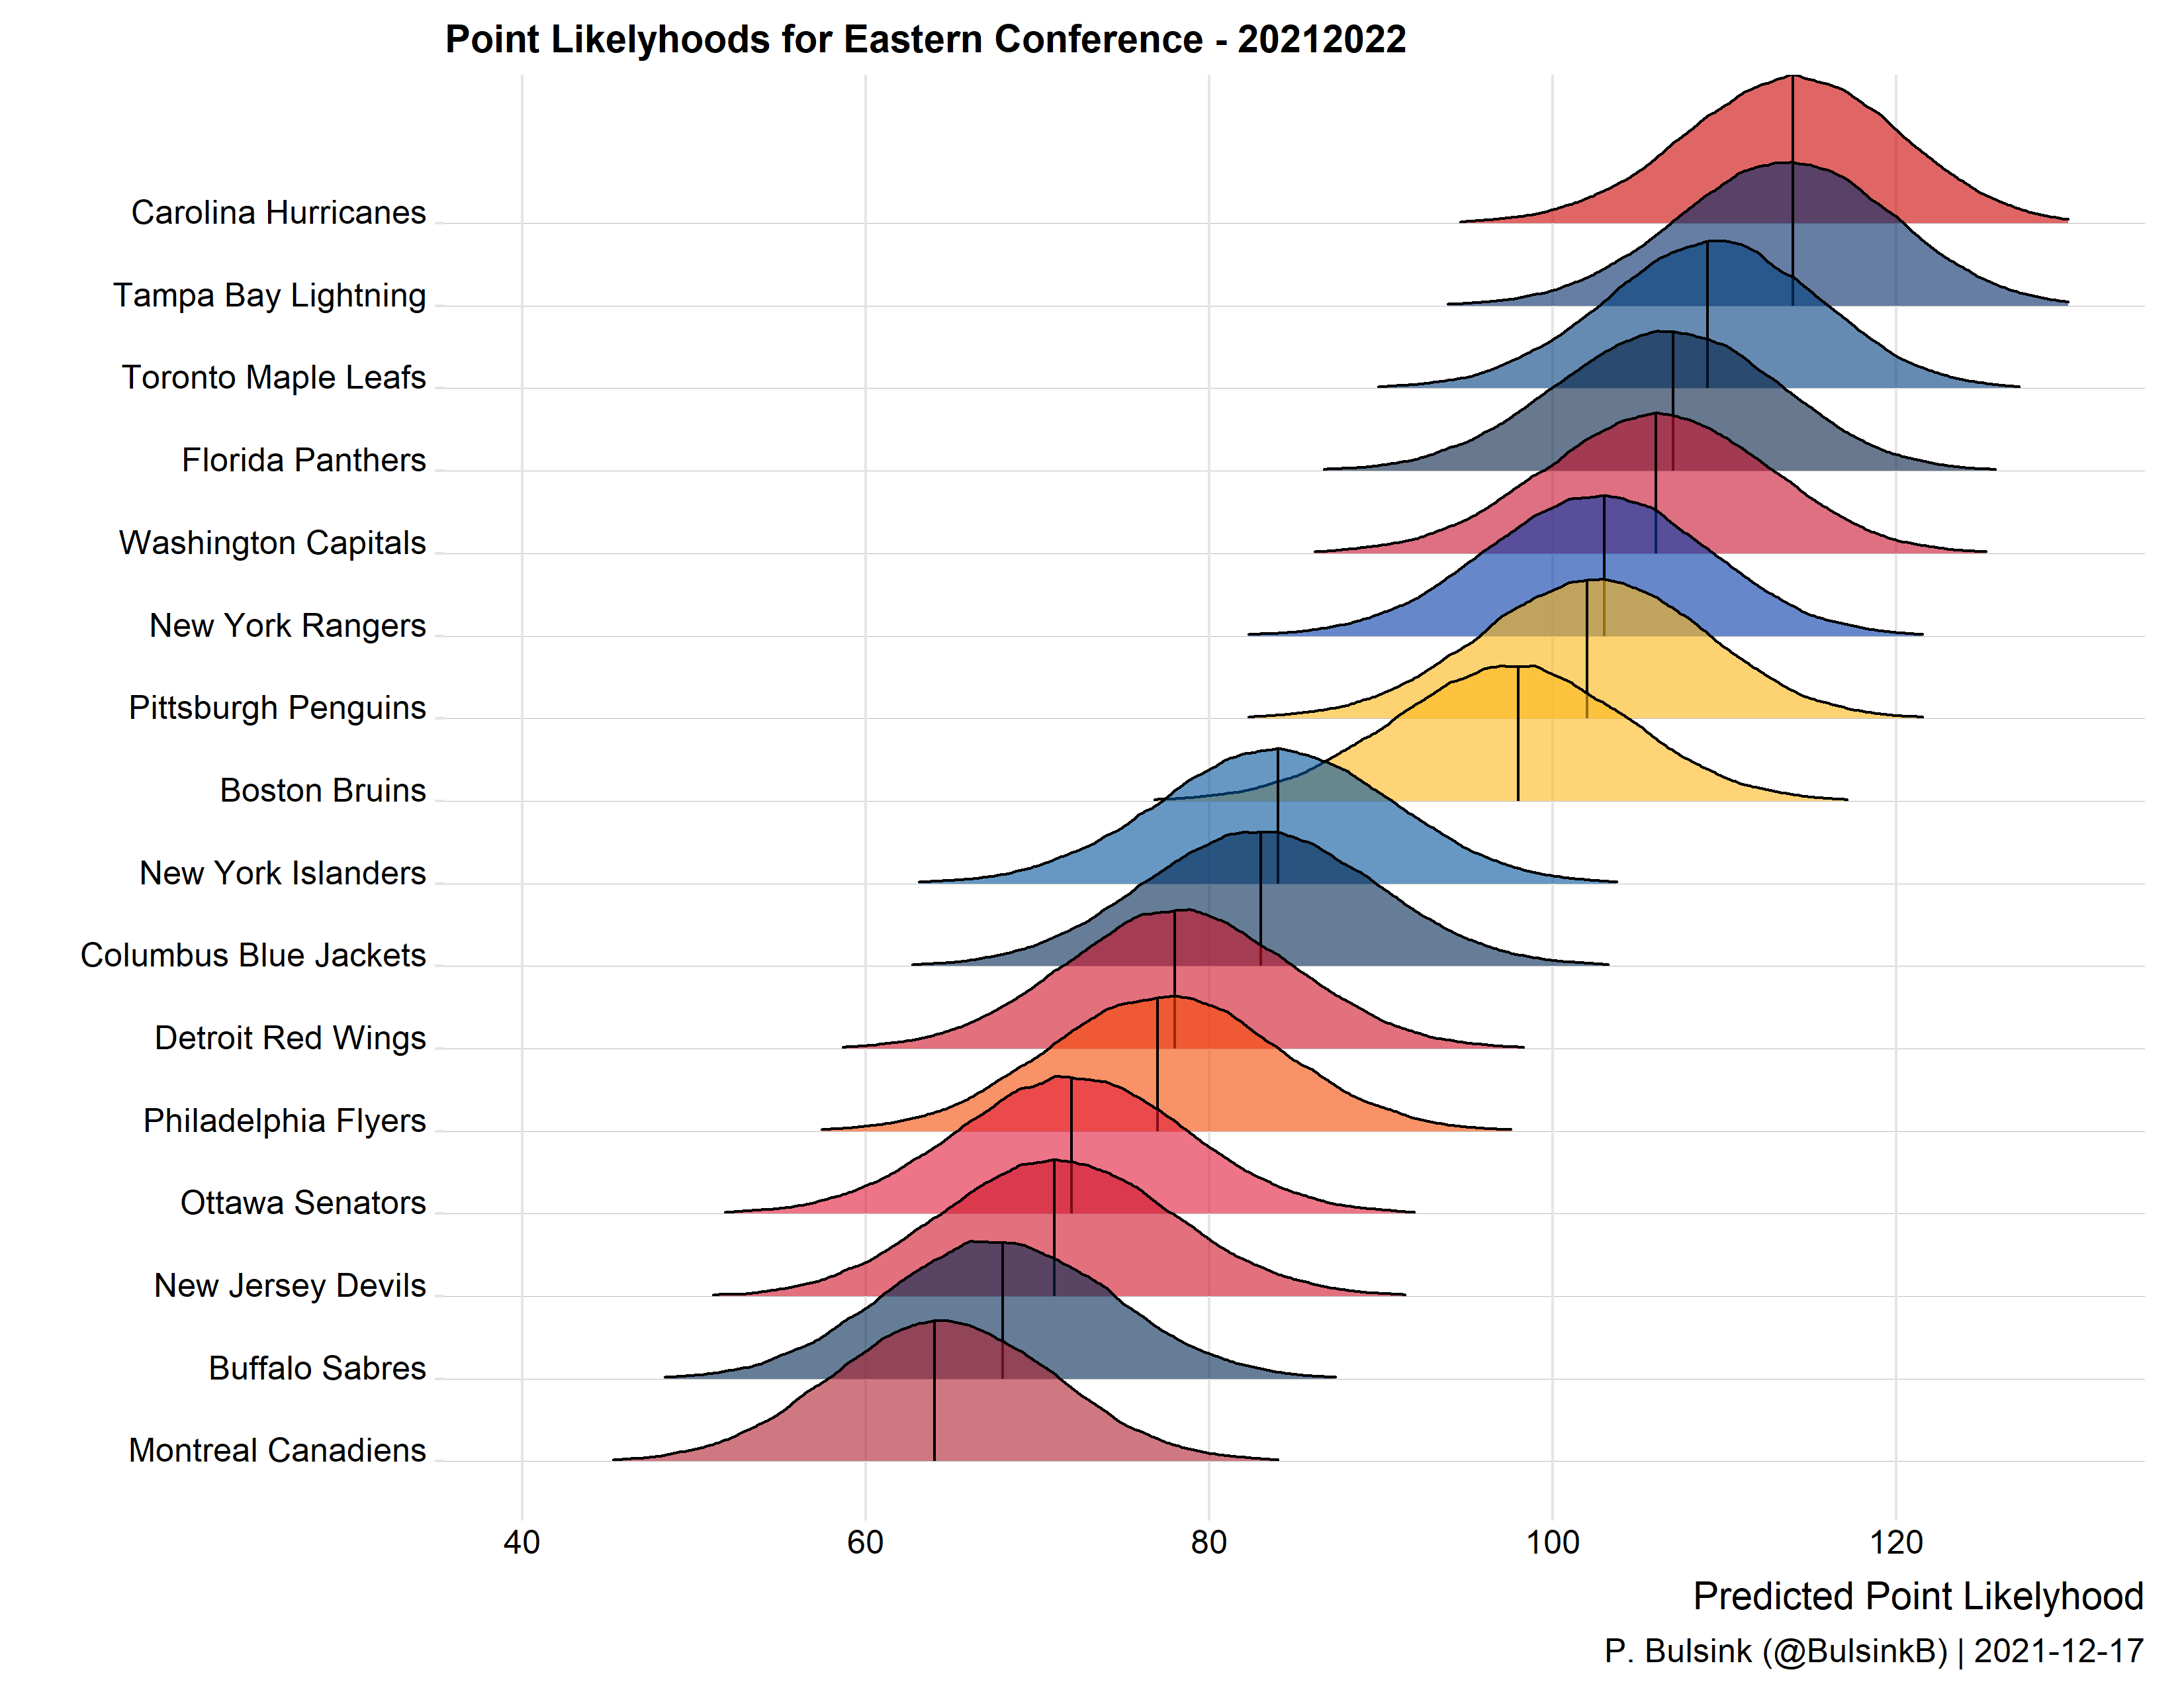 Point Likelyhoods for Eastern Conference - 20212022
Carolina Hurricanes
Tampa Bay Lightning
Toronto Maple Leafs
Florida Panthers
Washington Capitals
New York Rangers
Pittsburgh Penguins
Boston Bruins
New York Islanders
Columbus Blue Jackets
Detroit Red Wings
Philadelphia Flyers
Ottawa Senators
New Jersey Devils
Buffalo Sabres
Montreal Canadiens
40 60 80 100 120
Predicted Point Likelyhood
P. Bulsink (@BulsinkB) | 2021-12-17